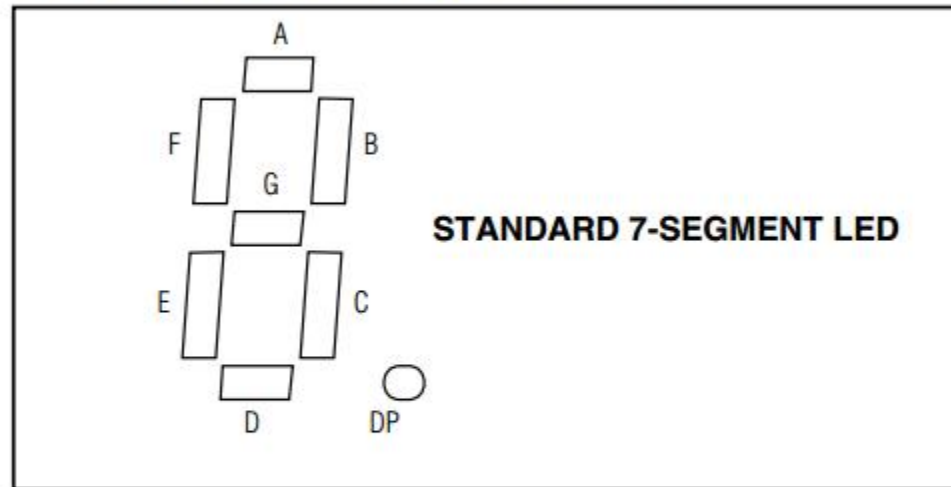 A
F B
G
STANDARD 7-SEGMENT LED
E C
D DP